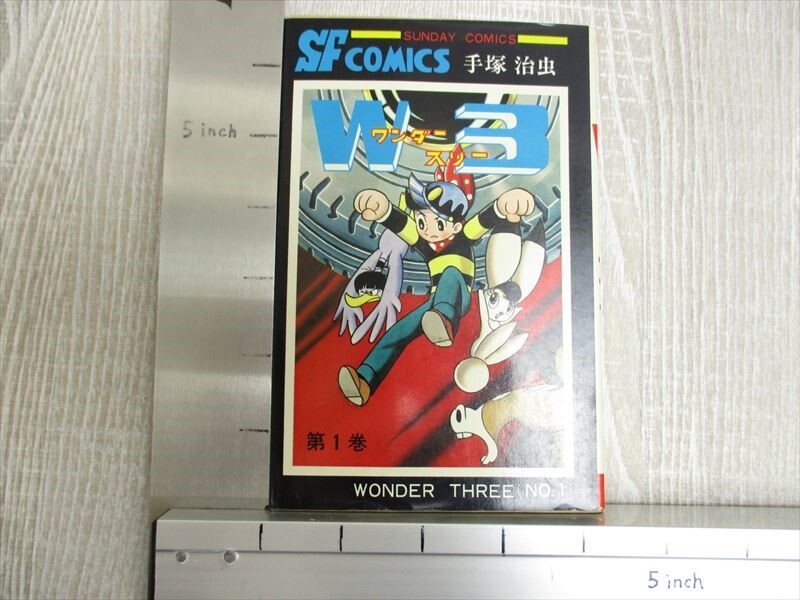 SUNDAY COMICS
SF COMICS 手塚 治虫
W3
ワンダー
スリー
5 inch
第1巻
WONDER THREE (NO.1)
5 inch